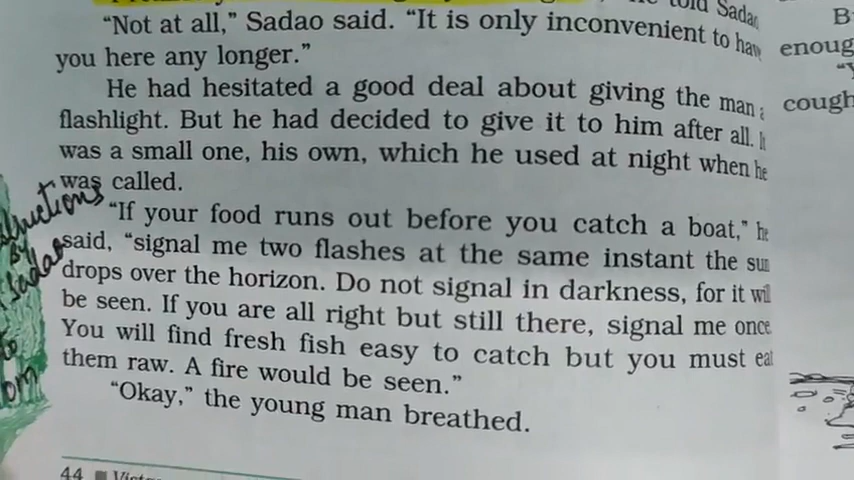 told Sadao
“Not at all,” Sadao said. “It is only inconvenient to have
you here any longer.”
He had hesitated a good deal about giving the man a
flashlight. But he had decided to give it to him after all. It
was a small one, his own, which he used at night when he
was called.
“If your food runs out before you catch a boat,” he
said, “signal me two flashes at the same instant the sun
drops over the horizon. Do not signal in darkness, for it will
be seen. If you are all right but still there, signal me once.
You will find fresh fish easy to catch but you must eat
them raw. A fire would be seen.”
“Okay,” the young man breathed.
44
by
Sadao
to
enoug
cough